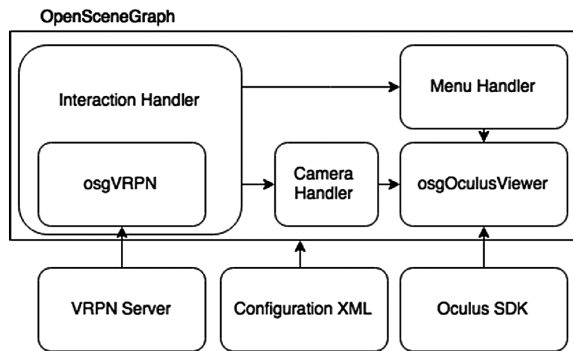 OpenSceneGraph
Interaction Handler
Menu Handler
osgVRPN
Camera
Handler
osgOculusViewer
VRPN Server
Configuration XML
Oculus SDK